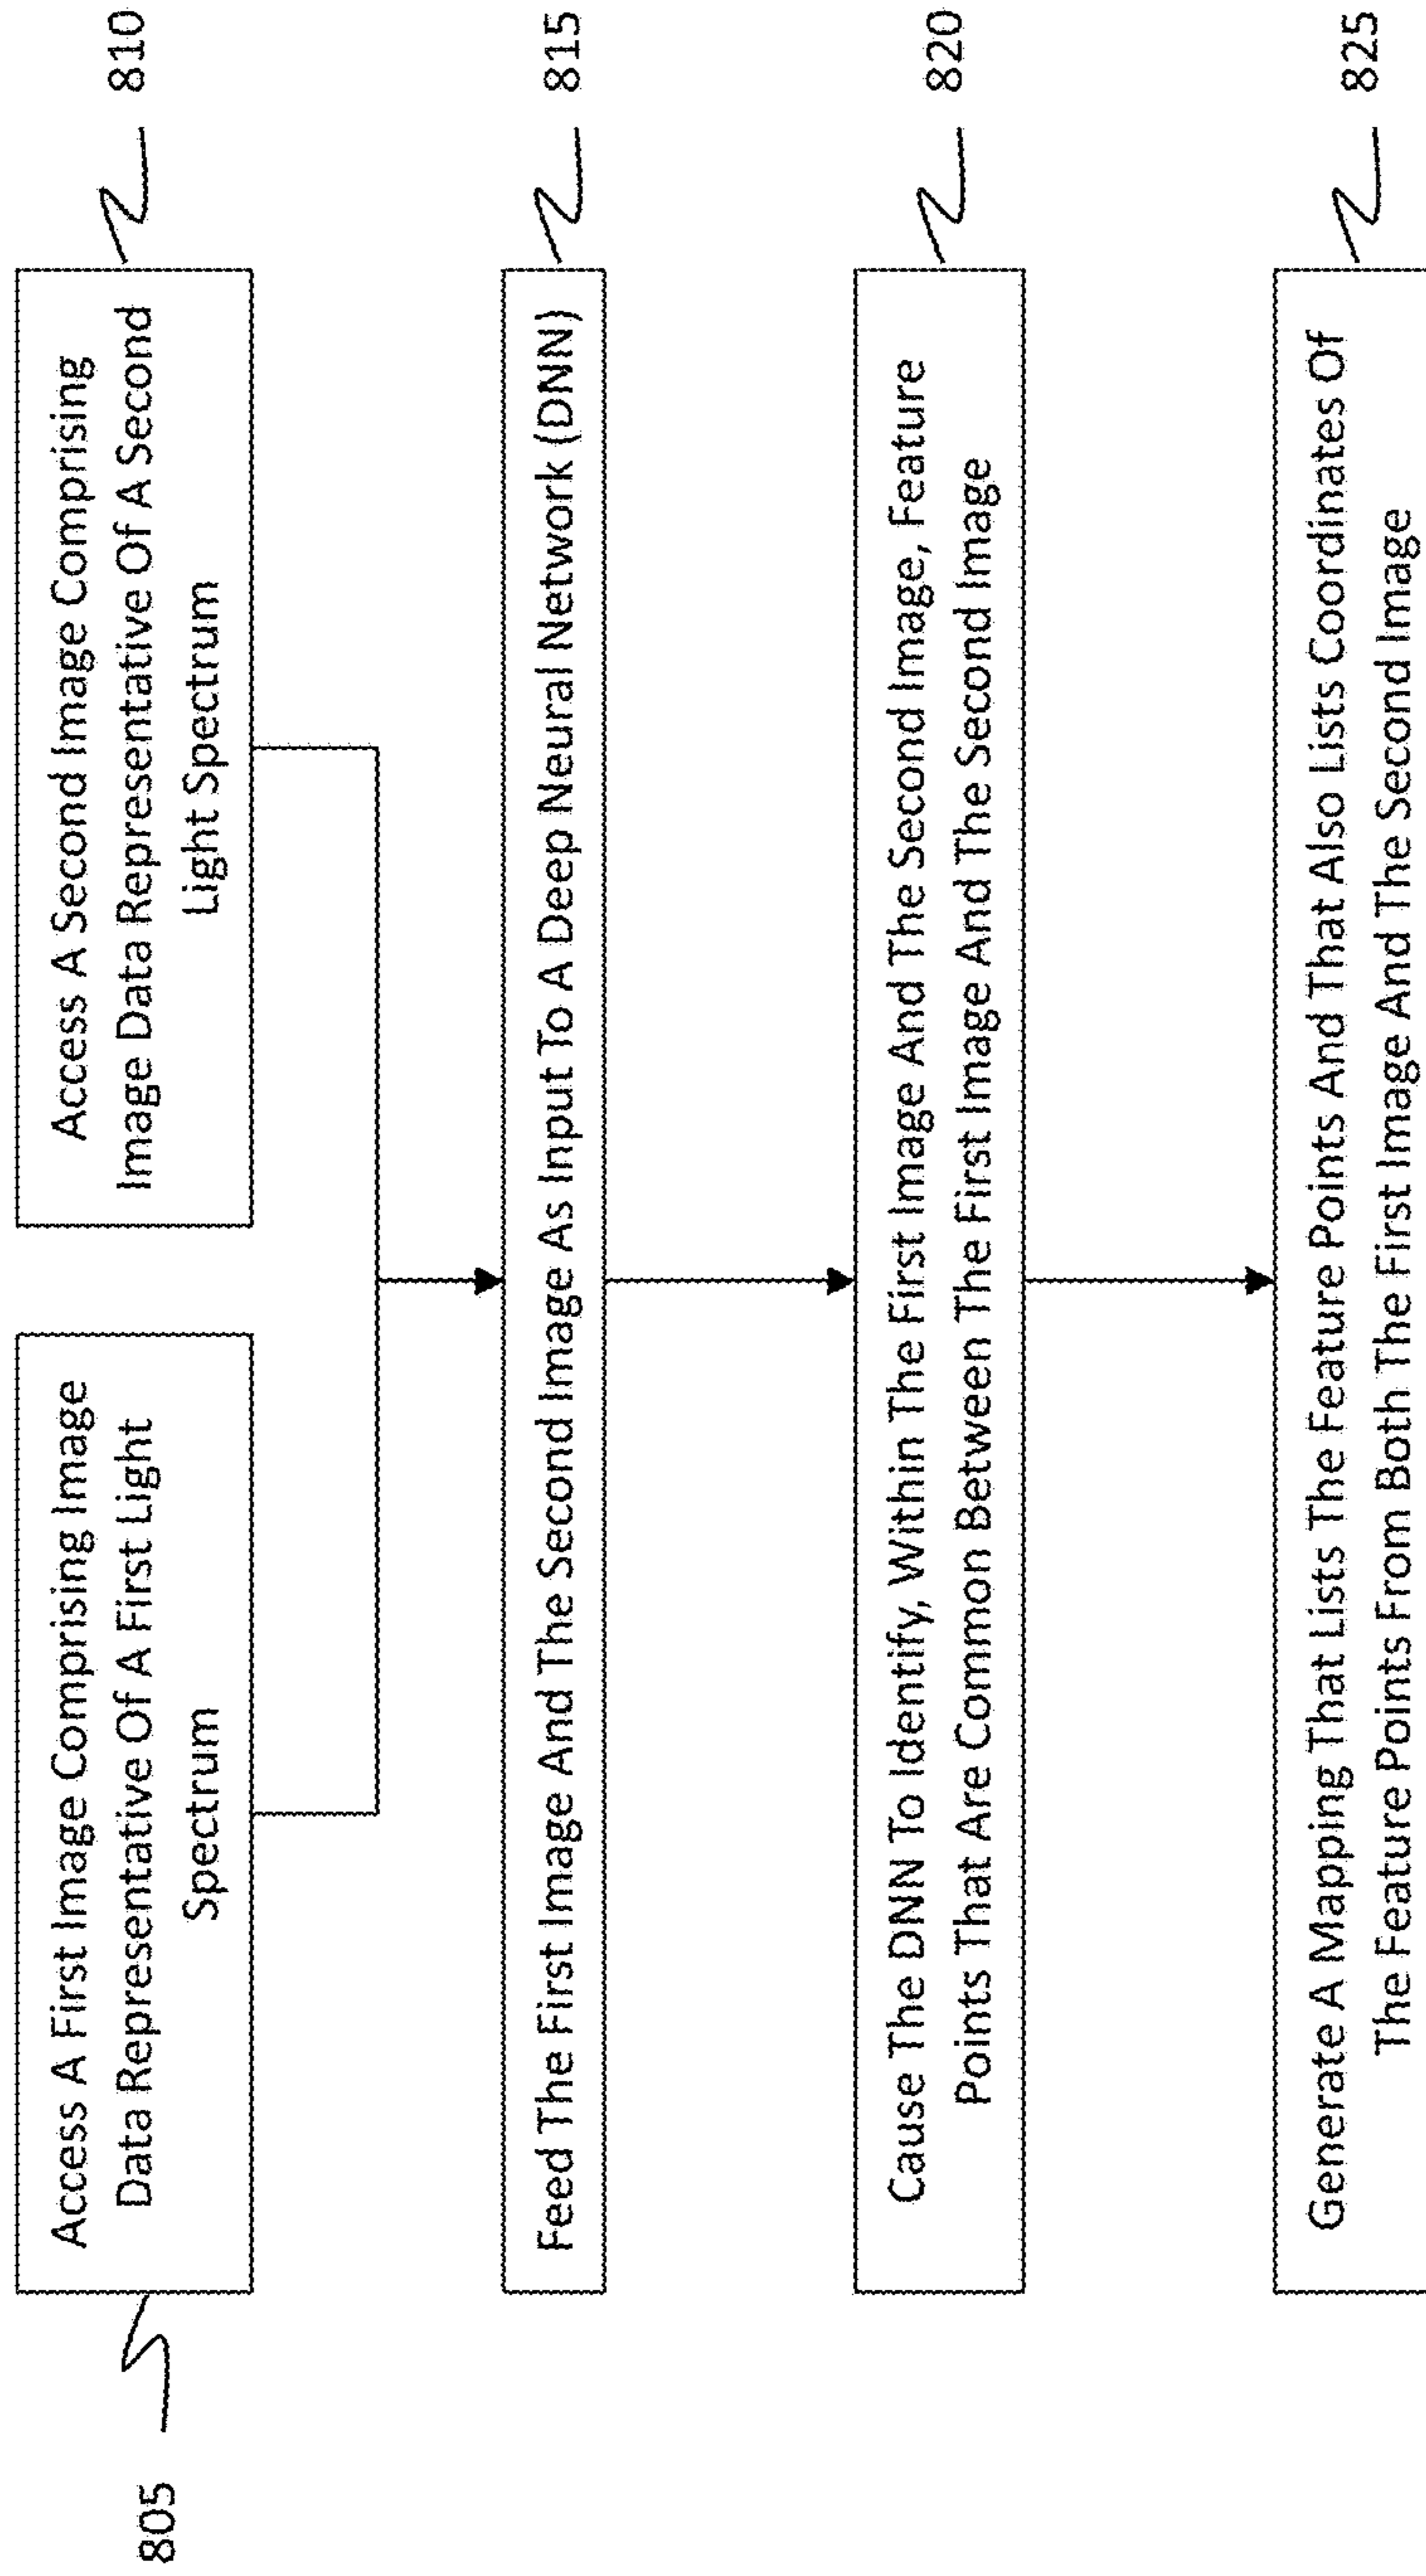 805
Access A First Image Comprising Image
Data Representative Of A First Light
Spectrum
Access A Second Image Comprising
Image Data Representative Of A Second
Light Spectrum
810
Feed The First Image And The Second Image As Input To A Deep Neural Network (DNN)
815
Cause The DNN To Identify, Within The First Image And The Second Image, Feature
Points That Are Common Between The First Image And The Second Image
820
Generate A Mapping That Lists The Feature Points And That Also Lists Coordinates Of
The Feature Points From Both The First Image And The Second Image
825